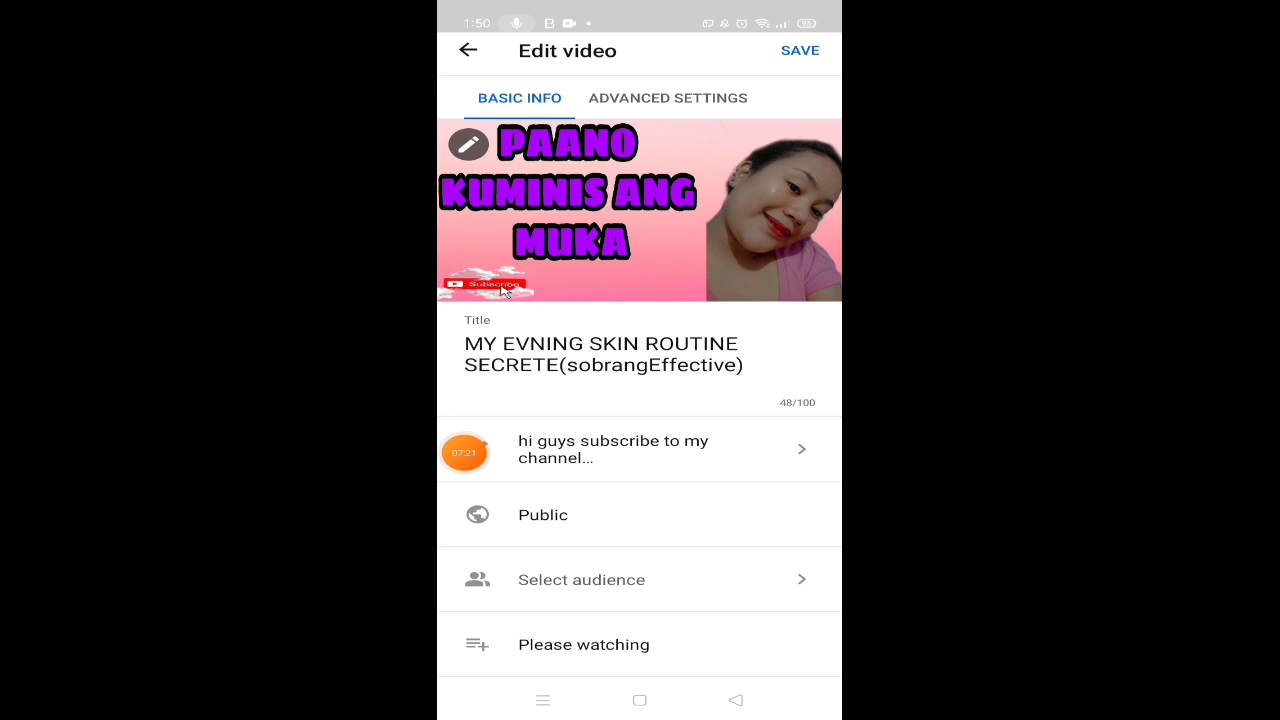 1:50
B
95
Edit video
SAVE
BASIC INFO
ADVANCED SETTINGS
PAANO
KUMINIS ANG
MUKA
Subscribe
Title
MY EVNING SKIN ROUTINE
SECRETE(sobrangEffective)
48/100
hi guys subscribe to my
channel...
07:21
Public
Select audience
Please watching